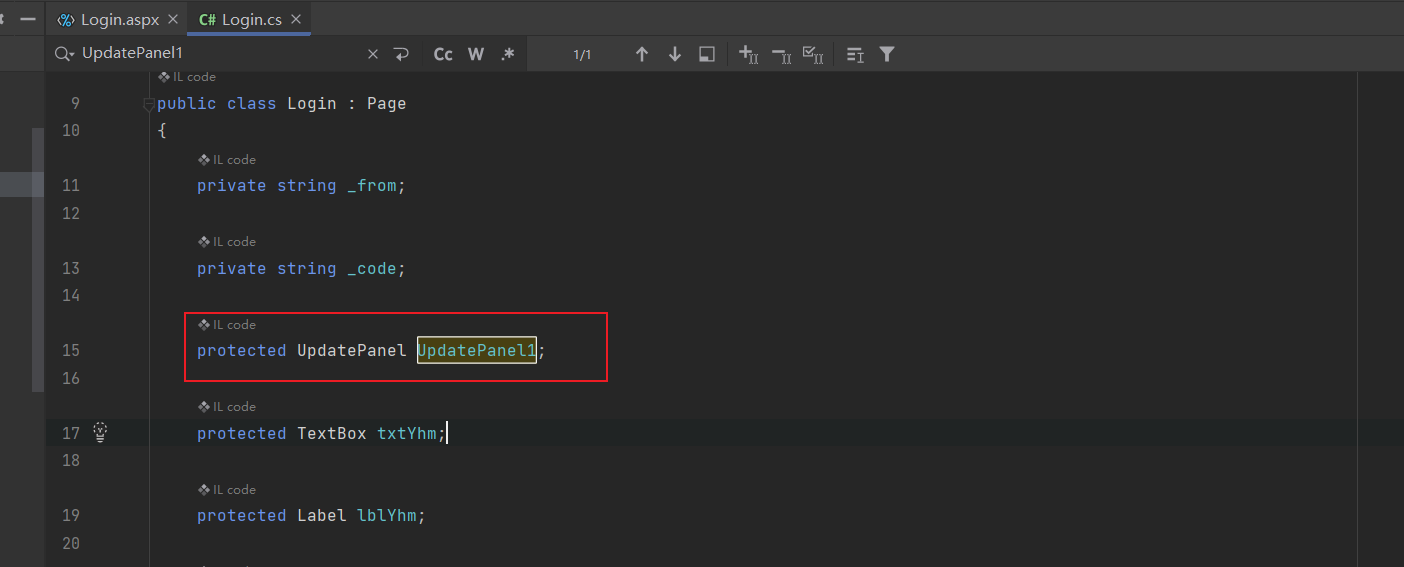 Login.aspx
C# Login.cs
UpdatePanel1
Cc W .* 1/1
IL code
9 public class Login : Page
10 {
IL code
11 private string _from;
12
IL code
13 private string _code;
14
IL code
15 protected UpdatePanel UpdatePanel1;
16
IL code
17 protected TextBox txtYhm;
18
IL code
19 protected Label lblYhm;
20